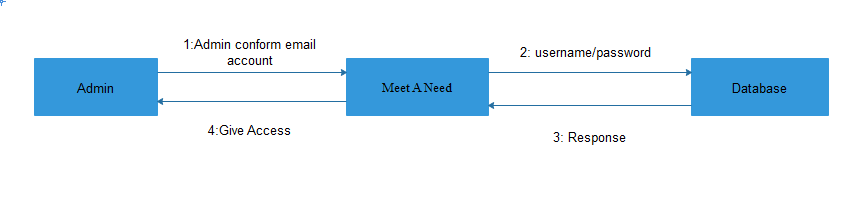 1:Admin conform email
account
2: username/password
Admin
Meet A Need
Database
4:Give Access
3: Response